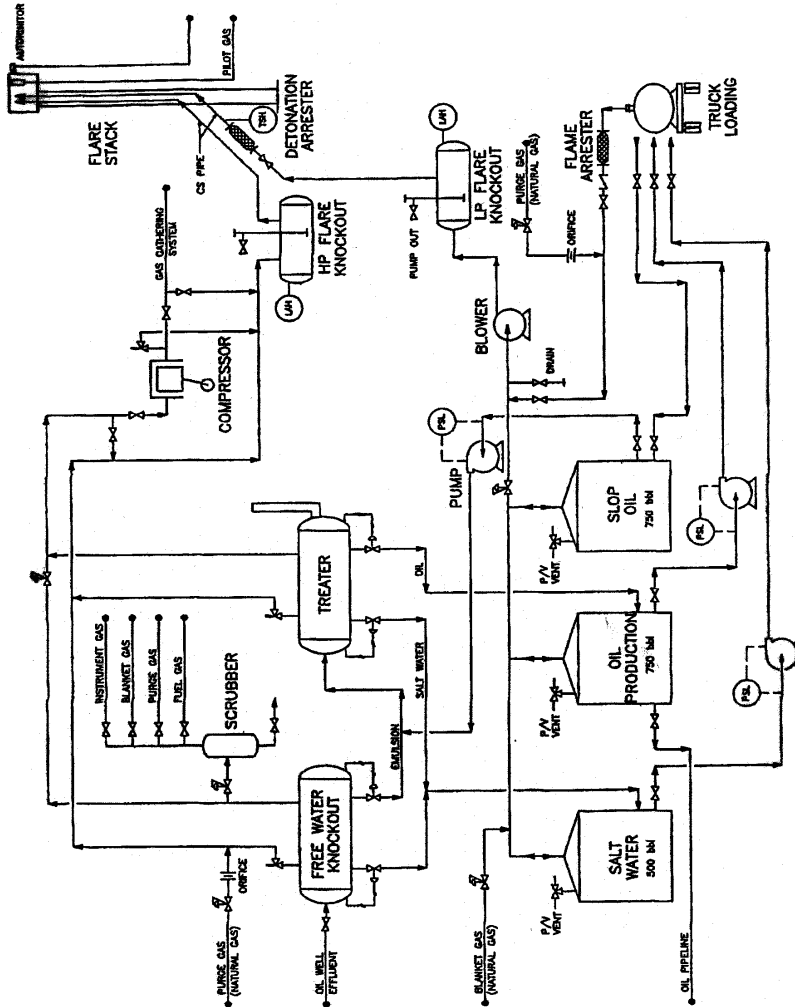 PURGE GAS
(NATURAL GAS)
ORIFICE
OIL WELL
EFFLUENT
FREE WATER
KNOCKOUT
INSTRUMENT GAS
BLANKET GAS
PURGE GAS
FUEL GAS
SCRUBBER
TREATER
EMULSION
SALT WATER
OIL
COMPRESSOR
GAS GATHERING
SYSTEM
LAH
HP FLARE
KNOCKOUT
FLARE
STACK
CS PIPE
AUTOIGNITOR
PILOT GAS
TSH
DETONATION
ARRESTER
PSL
PUMP
PUMP OUT
LAH
LP FLARE
KNOCKOUT
BLOWER
DRAIN
PURGE GAS
(NATURAL GAS)
ORIFICE
FLAME
ARRESTER
TRUCK
LOADING
BLANKET GAS
(NATURAL GAS)
P/V
VENT
SALT
WATER
500 bbl
P/V
VENT
OIL
PRODUCTION
750 bbl
P/V
VENT
SLOP
OIL
750 bbl
PSL
PSL
OIL PIPELINE